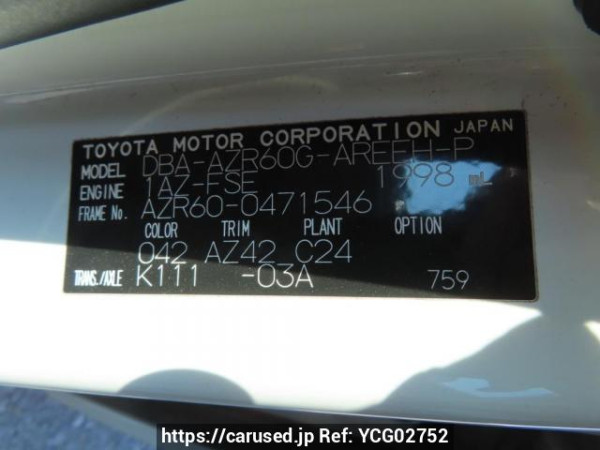 TOYOTA MOTOR CORPORATION JAPAN
MODEL DBA-AZR60G-AREEH-P
ENGINE 1AZ-FSE 1998 mL
FRAME No. AZR60-0471546
COLOR TRIM PLANT OPTION
042 AZ42 C24
TRANS./AXLE K111 -03A 759
https://carused.jp Ref: YCG02752